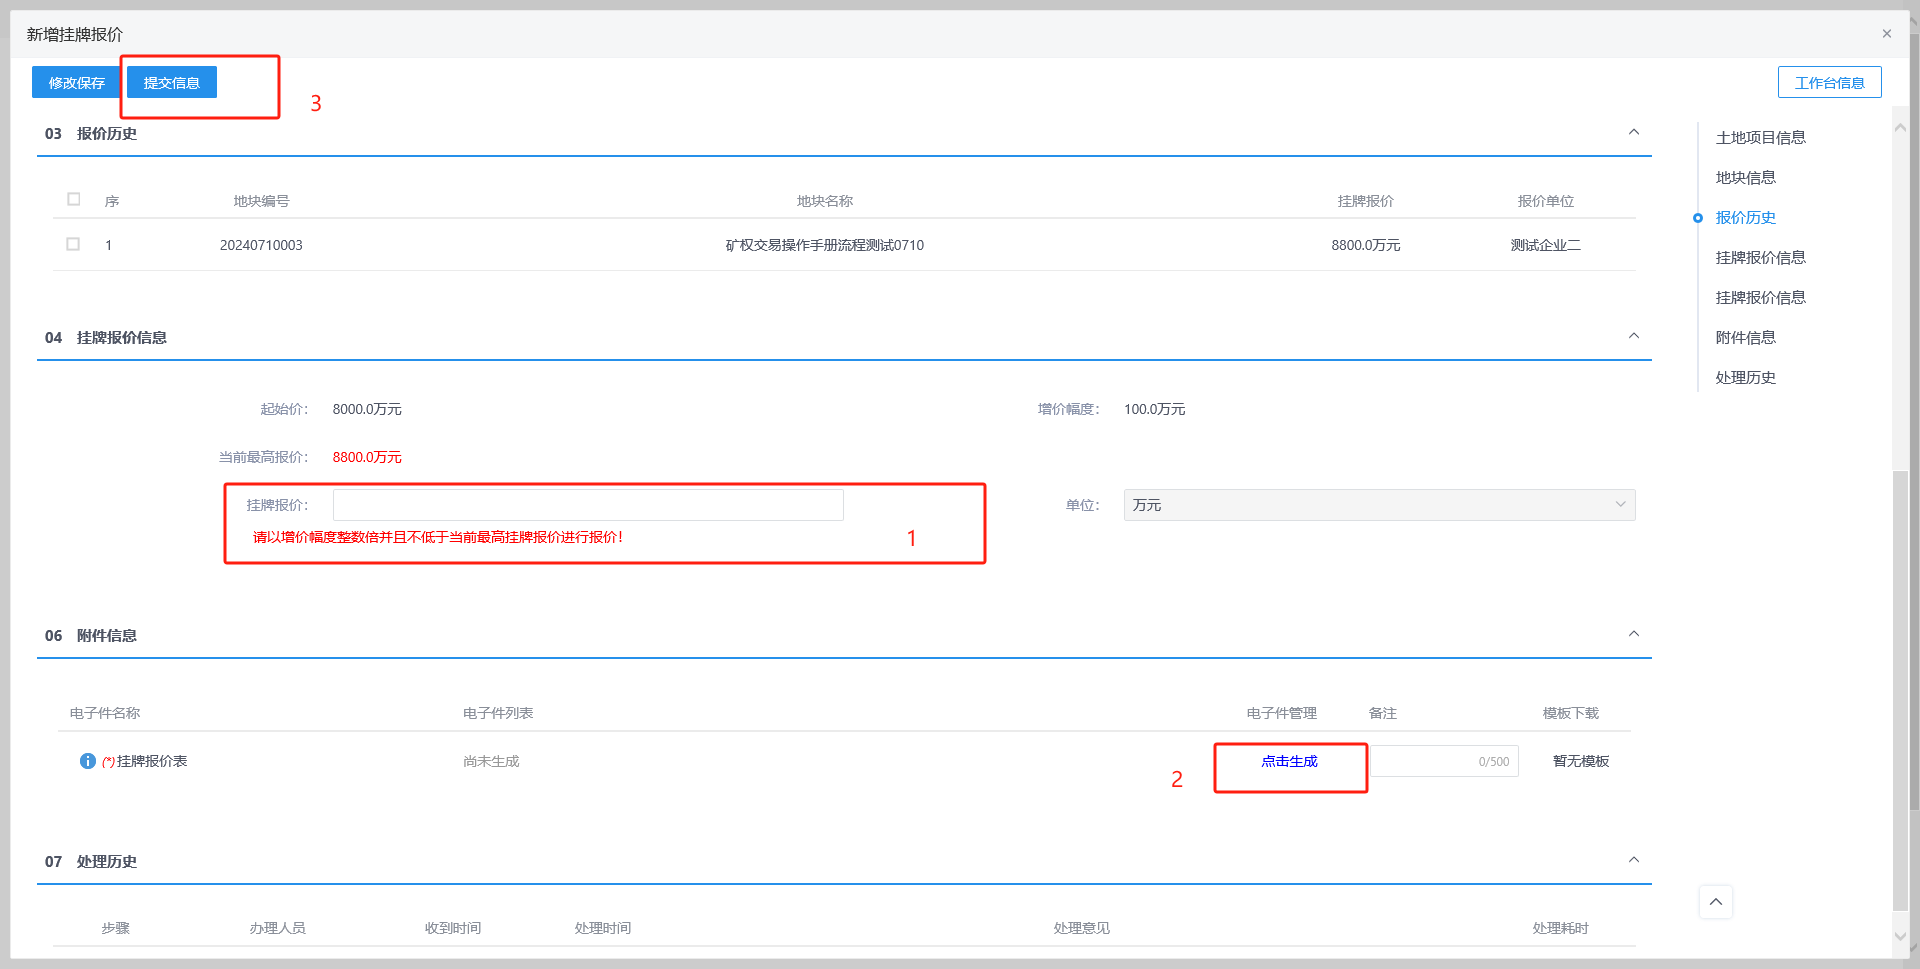 新增挂牌报价
×
修改保存 提交信息 3 工作台信息
03 报价历史
序 地块编号 地块名称 挂牌报价 报价单位
1 20240710003 矿权交易操作手册流程测试0710 8800.0万元 测试企业二
04 挂牌报价信息
起始价： 8000.0万元 增价幅度： 100.0万元
当前最高报价： 8800.0万元
挂牌报价： 单位： 万元
请以增价幅度整数倍并且不低于当前最高挂牌报价进行报价！ 1
06 附件信息
电子件名称 电子件列表 电子件管理 备注 模板下载
(*)挂牌报价表 尚未生成 2 点击生成 0/500 暂无模板
07 处理历史
步骤 办理人员 收到时间 处理时间 处理意见 处理耗时
土地项目信息
地块信息
报价历史
挂牌报价信息
挂牌报价信息
附件信息
处理历史